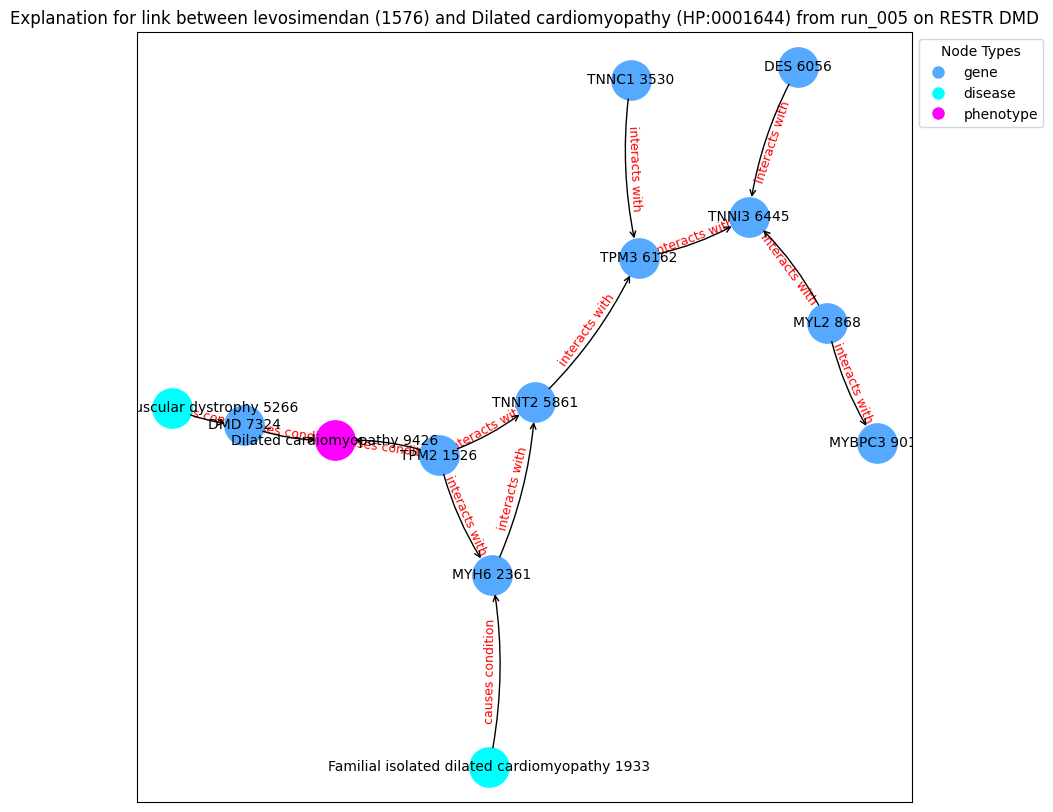 Explanation for link between levosimendan (1576) and Dilated cardiomyopathy (HP:0001644) from run_005 on RESTR DMD
Node Types
gene
disease
phenotype
TNNC1 3530
DES 6056
interacts with
interacts with
TNNI3 6445
interacts with
TPM3 6162
interacts with
MYL2 868
interacts with
interacts with
TNNT2 5861
dystrophy 5266
DMD 7324
Dilated cardiomyopathy 9426
interacts with
TPM2 1526
MYBPC3 901
interacts with
interacts with
MYH6 2361
causes condition
Familial isolated dilated cardiomyopathy 1933